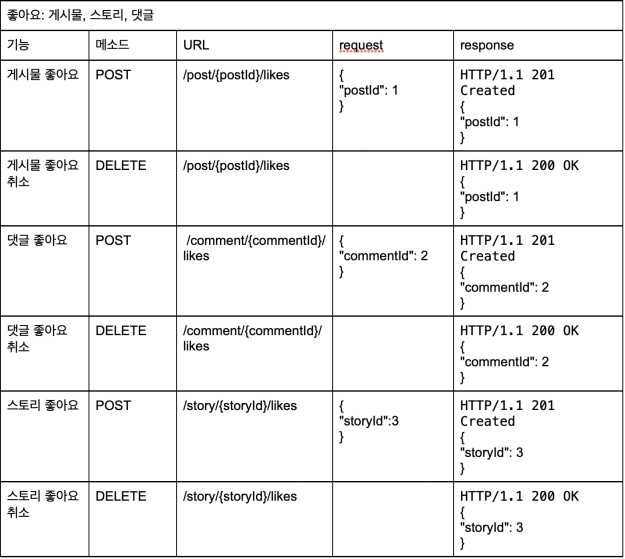 좋아요: 게시물, 스토리, 댓글
기능 메소드 URL request response
게시물 좋아요 POST /post/{postId}/likes { HTTP/1.1 201
"postId": 1 Created
} {
"postId": 1
}
게시물 좋아요 DELETE /post/{postId}/likes HTTP/1.1 200 OK
취소 {
"postId": 1
}
댓글 좋아요 POST /comment/{commentId}/ { HTTP/1.1 201
likes "commentId": 2 Created
} {
"commentId": 2
}
댓글 좋아요 DELETE /comment/{commentId}/ HTTP/1.1 200 OK
취소 likes {
"commentId": 2
}
스토리 좋아요 POST /story/{storyId}/likes { HTTP/1.1 201
"storyId":3 Created
} {
"storyId": 3
}
스토리 좋아요 DELETE /story/{storyId}/likes HTTP/1.1 200 OK
취소 {
"storyId": 3
}